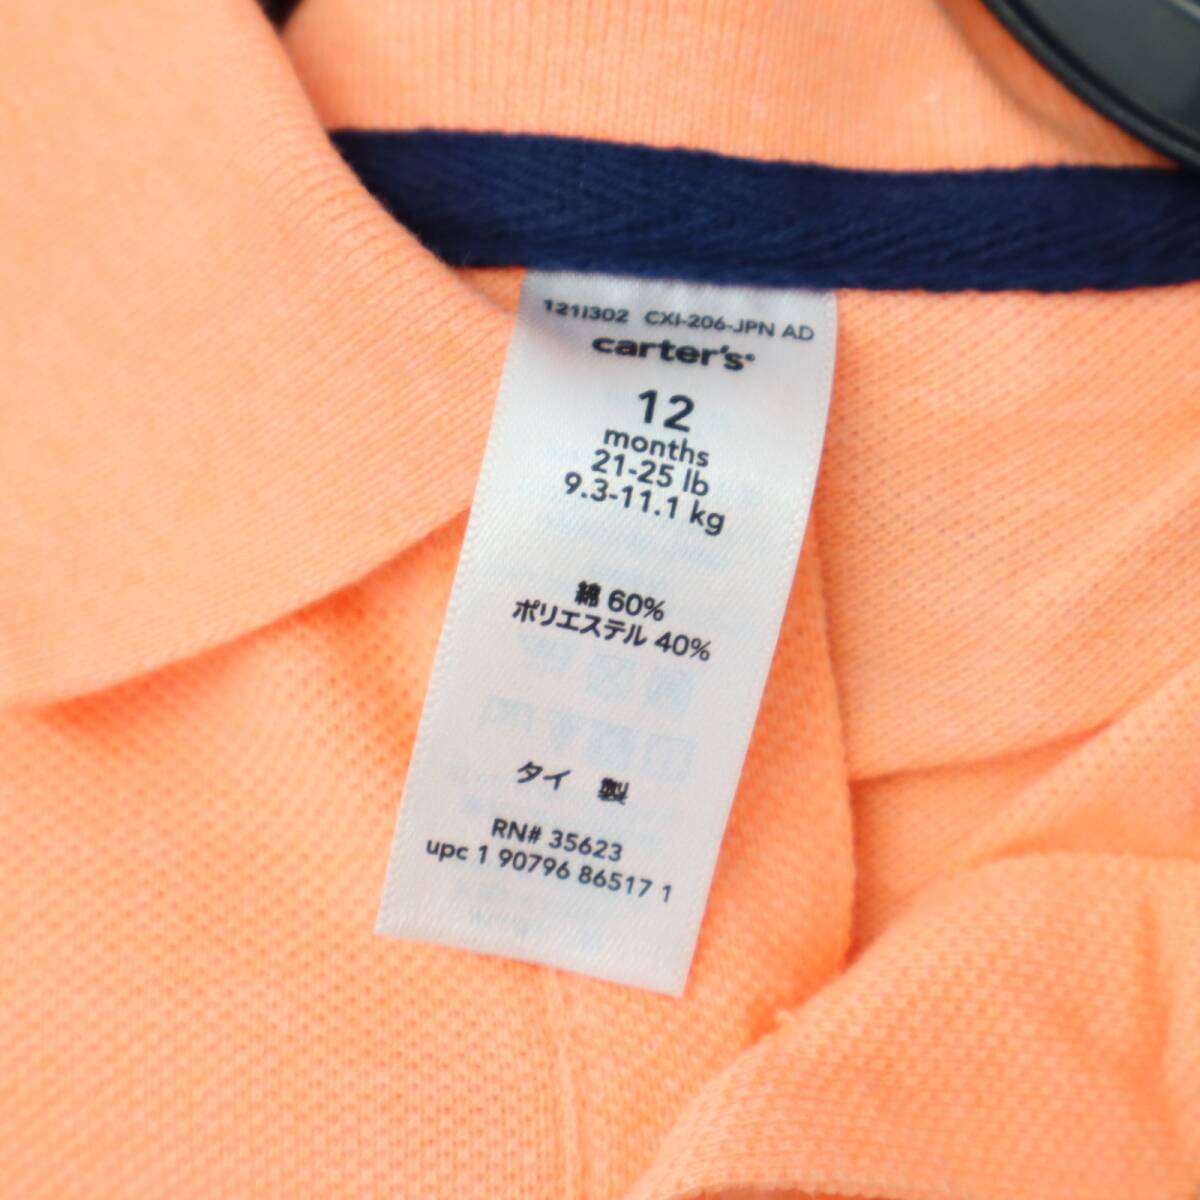 121I302 CXI-206-JPN AD
carter's®
12
months
21-25 lb
9.3-11.1 kg
綿 60%
ポリエステル 40%
タイ 製
RN# 35623
upc 1 90796 86517 1